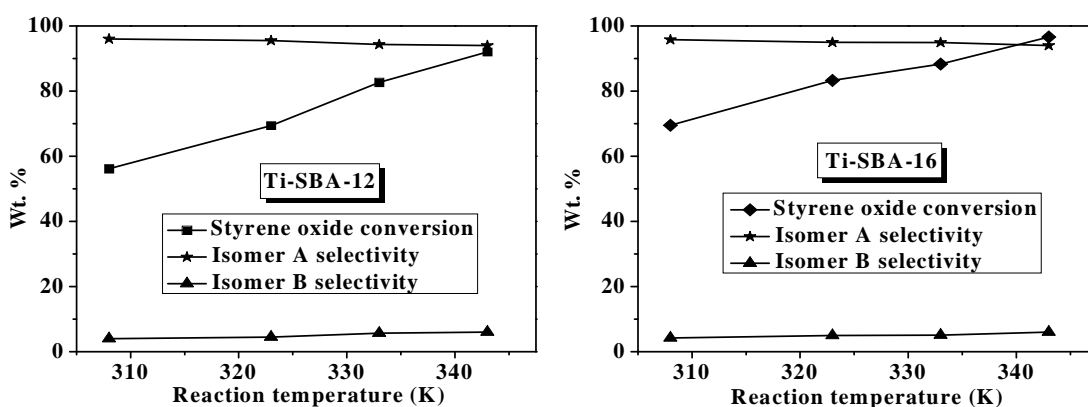 100
80
60
40
20
0
Wt. %
Ti-SBA-12
Styrene oxide conversion
Isomer A selectivity
Isomer B selectivity
310 320 330 340
Reaction temperature (K)
100
80
60
40
20
0
Wt. %
Ti-SBA-16
Styrene oxide conversion
Isomer A selectivity
Isomer B selectivity
310 320 330 340
Reaction temperature (K)